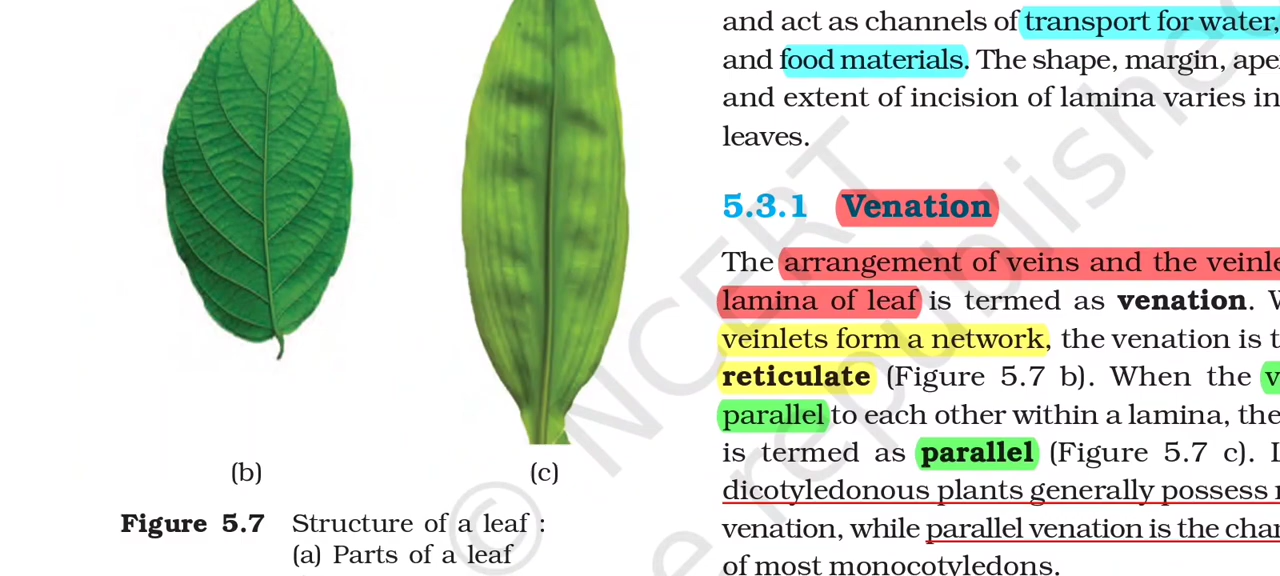 and act as channels of transport for water,
and food materials. The shape, margin, ape
and extent of incision of lamina varies in
leaves.
5.3.1 Venation
The arrangement of veins and the veinle
lamina of leaf is termed as venation. W
veinlets form a network, the venation is t
reticulate (Figure 5.7 b). When the v
parallel to each other within a lamina, the
is termed as parallel (Figure 5.7 c). L
dicotyledonous plants generally possess r
venation, while parallel venation is the char
of most monocotyledons.
(b) (c)
Figure 5.7 Structure of a leaf :
(a) Parts of a leaf
© NCERT
e republished